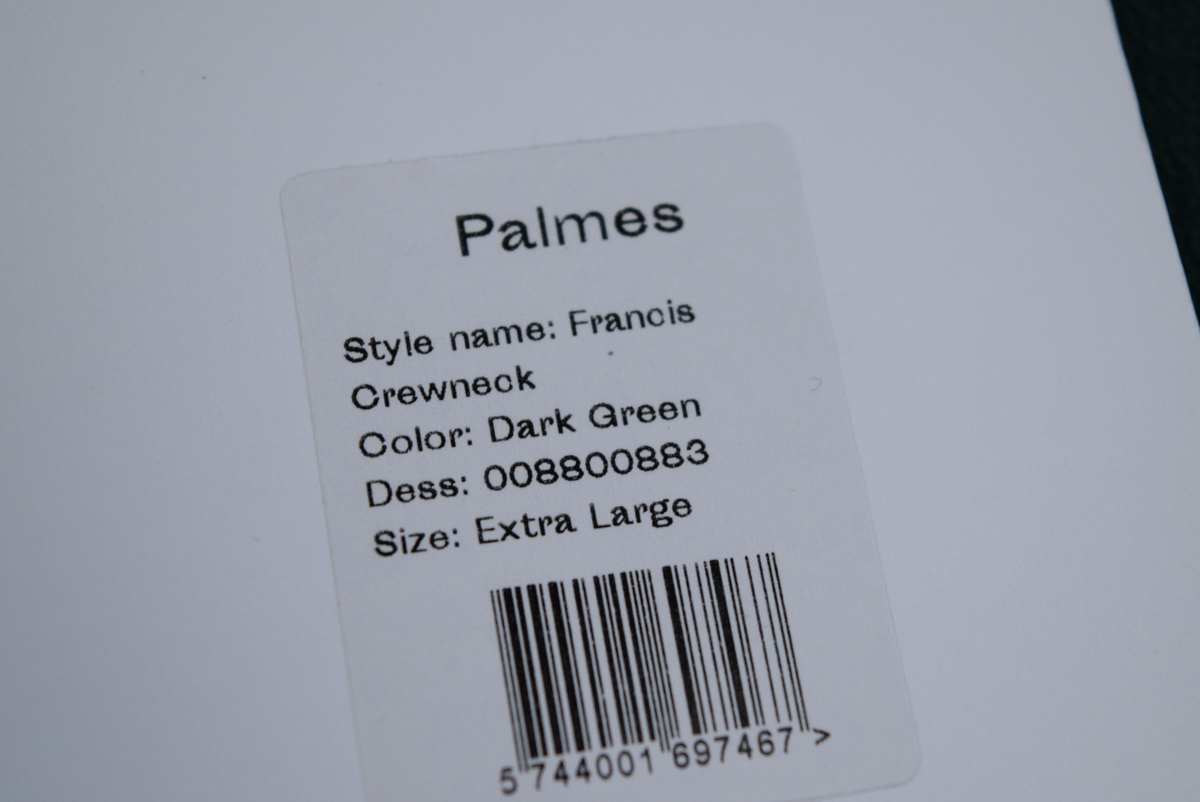 Palmes
Style name: Francis
Crewneck
Color: Dark Green
Dess: 008800883
Size: Extra Large
5 744001 697467 >